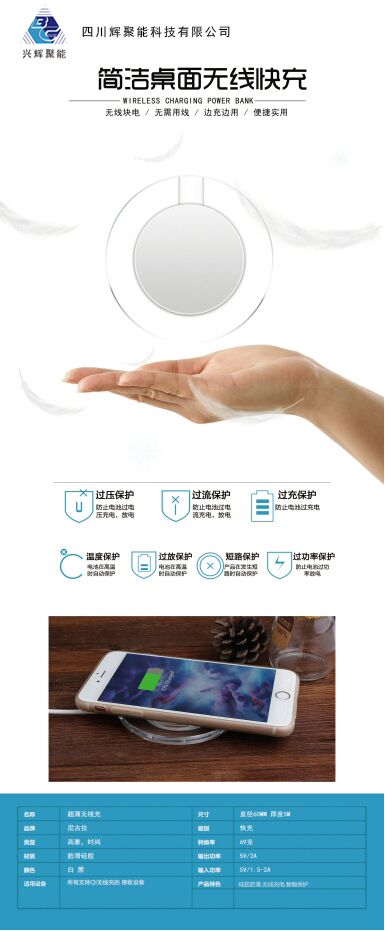 四川辉聚能科技有限公司
兴辉聚能
简洁桌面无线快充
WIRELESS CHARGING POWER BANK
无线块电 / 无需用线 / 边充边用 / 便捷实用
过压保护
防止电池过电
压充电、放电
过流保护
防止电池过电
流充电、放电
过充保护
防止电池过充电
温度保护
电池在高温
时自动保护
过放保护
电池在高温
时自动保护
短路保护
产品在发生短
路时自动保护
过功率保护
防止电池过功
率放电
名称 超薄无线充 尺寸 直径60MM 厚度5M
品牌 尼古拉 级别 快充
类型 高雅，时尚 转换率 69克
材质 防滑硅胶 输出功率 5V/2A
颜色 白 黑 输入功率 5V/1.5-2A
适用设备 所有支持QI无线充的 接收设备 产品特色 硅胶防滑.无线充电.智能保护